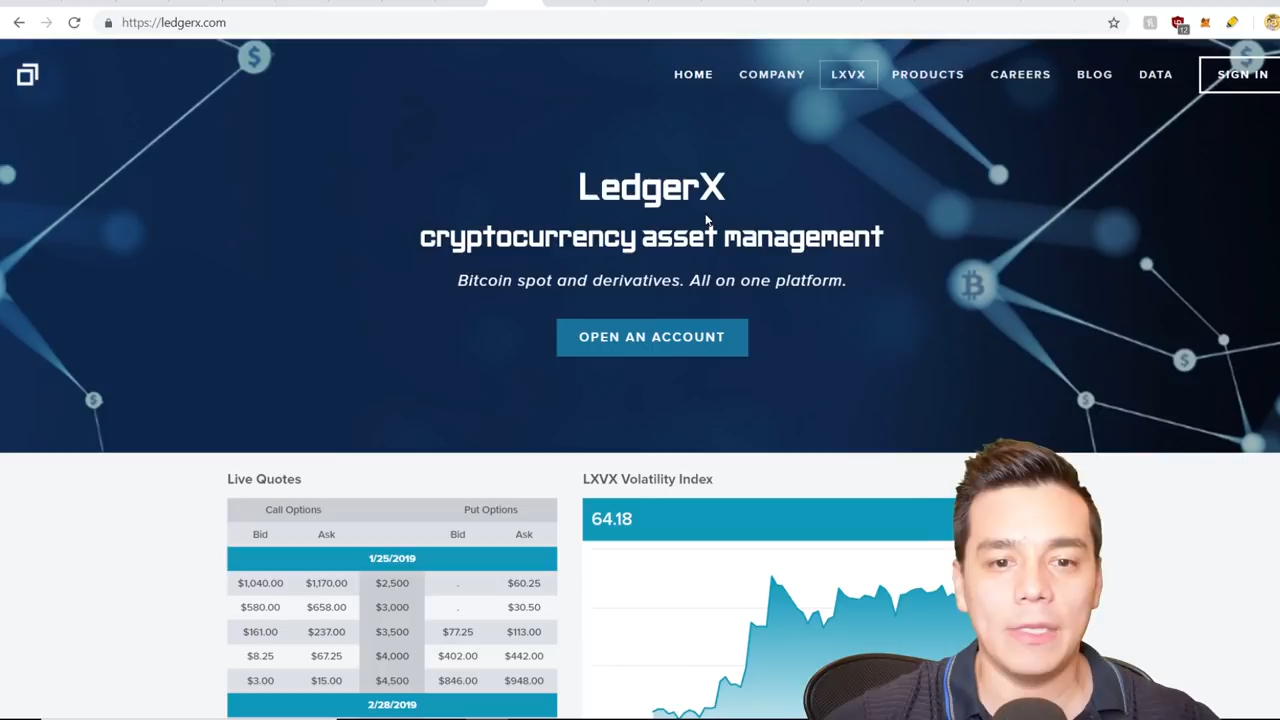 https://ledgerx.com
12
HOME COMPANY LXVX PRODUCTS CAREERS BLOG DATA SIGN IN
LedgerX
cryptocurrency asset management
Bitcoin spot and derivatives. All on one platform.
OPEN AN ACCOUNT
Live Quotes
Call Options Put Options
Bid Ask Bid Ask
1/25/2019
$1,040.00 $1,170.00 $2,500 . $60.25
$580.00 $658.00 $3,000 . $30.50
$161.00 $237.00 $3,500 $77.25 $113.00
$8.25 $67.25 $4,000 $402.00 $442.00
$3.00 $15.00 $4,500 $846.00 $948.00
2/28/2019
LXVX Volatility Index
64.18